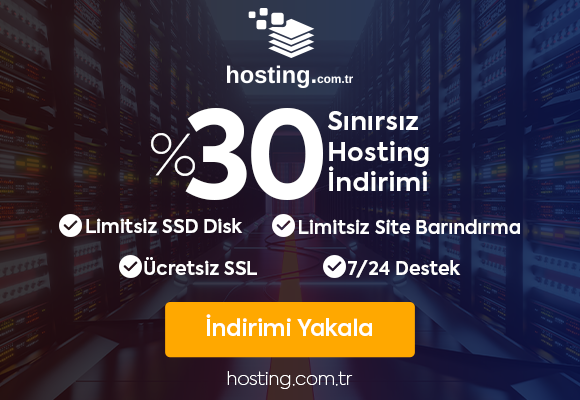 hosting.com.tr
%30
Sınırsız
Hosting
İndirimi
Limitsiz SSD Disk
Limitsiz Site Barındırma
Ücretsiz SSL
7/24 Destek
İndirimi Yakala
hosting.com.tr